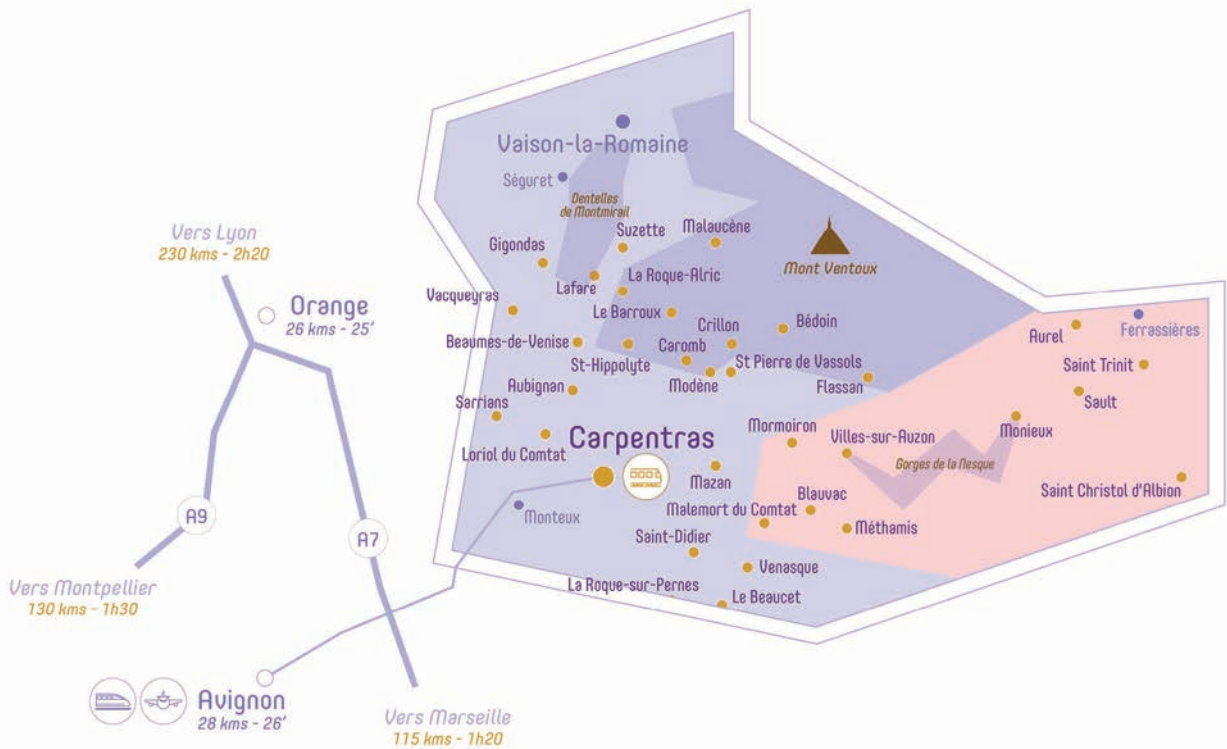 Vaison-la-Romaine
Séguret
Dentelles
de Montmirail
Suzette
Malaucène
Gigondas
Mont Ventoux
Lafare
La Roque-Alric
Vacqueyras
Le Barroux
Crillon
Bédoin
Beaumes-de-Venise
Caromb
St-Hippolyte
St Pierre de Vassols
Modène
Flassan
Aubignan
Sarrians
Loriol du Comtat
Carpentras
Mormoiron
Villes-sur-Auzon
Monieux
Aurel
Ferrassières
Saint Trinit
Sault
Gorges de la Nesque
Saint Christol d'Albion
Mazan
Blauvac
Malemort du Comtat
Méthamis
Monteux
Saint-Didier
Venasque
La Roque-sur-Pernes
Le Beaucet
Vers Lyon
230 kms - 2h20
Orange
26 kms - 25'
A9
A7
Vers Montpellier
130 kms - 1h30
Avignon
28 kms - 26'
Vers Marseille
115 kms - 1h20